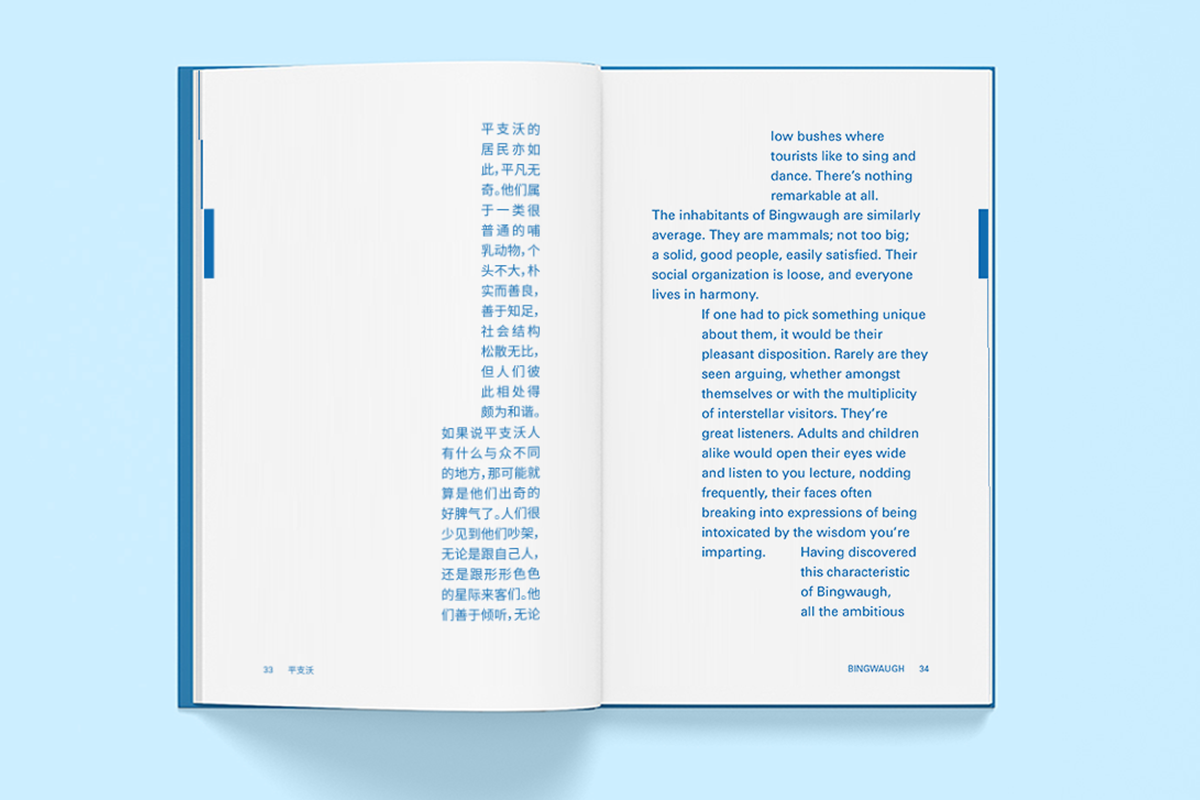 平支沃的
居民亦如
此，平凡无
奇。他们属
于一类很
普通的哺
乳动物，个
头不大，朴
实而善良，
善于知足，
社会结构
松散无比，
但人们彼
此相处得
颇为和谐。
如果说平支沃人
有什么与众不同
的地方，那可能就
算是他们出奇的
好脾气了。人们很
少见到他们吵架，
无论是跟自己人，
还是跟形形色色
的星际来客们。他
们善于倾听，无论
33 平支沃
low bushes where
tourists like to sing and
dance. There’s nothing
remarkable at all.
The inhabitants of Bingwaugh are similarly
average. They are mammals; not too big;
a solid, good people, easily satisfied. Their
social organization is loose, and everyone
lives in harmony.
If one had to pick something unique
about them, it would be their
pleasant disposition. Rarely are they
seen arguing, whether amongst
themselves or with the multiplicity
of interstellar visitors. They’re
great listeners. Adults and children
alike would open their eyes wide
and listen to you lecture, nodding
frequently, their faces often
breaking into expressions of being
intoxicated by the wisdom you’re
imparting. Having discovered
this characteristic
of Bingwaugh,
all the ambitious
BINGWAUGH 34